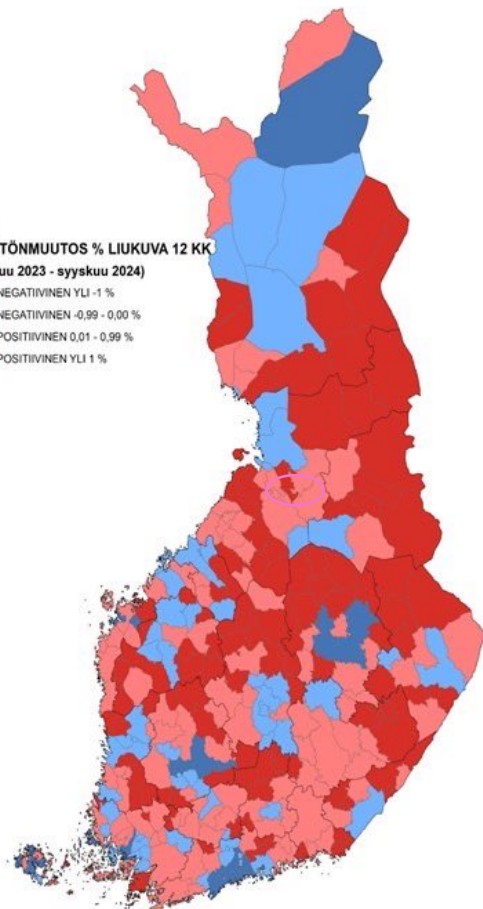 TÖNMUUTOS % LIUKUVA 12 KK
uu 2023 - syyskuu 2024)
NEGATIIVINEN YLI -1 %
NEGATIIVINEN -0,99 - 0,00 %
POSITIIVINEN 0,01 - 0,99 %
POSITIIVINEN YLI 1 %